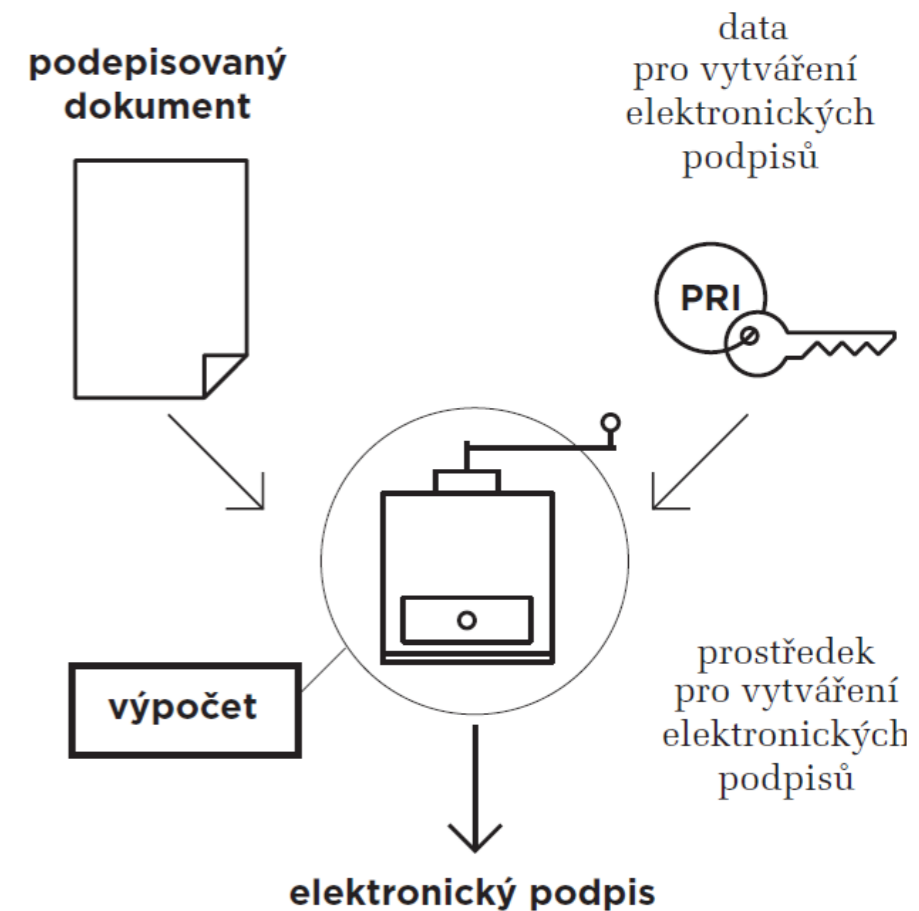 podepisovaný
dokument
data
pro vytváření
elektronických
podpisů
PRI
výpočet
prostředek
pro vytváření
elektronických
podpisů
elektronický podpis